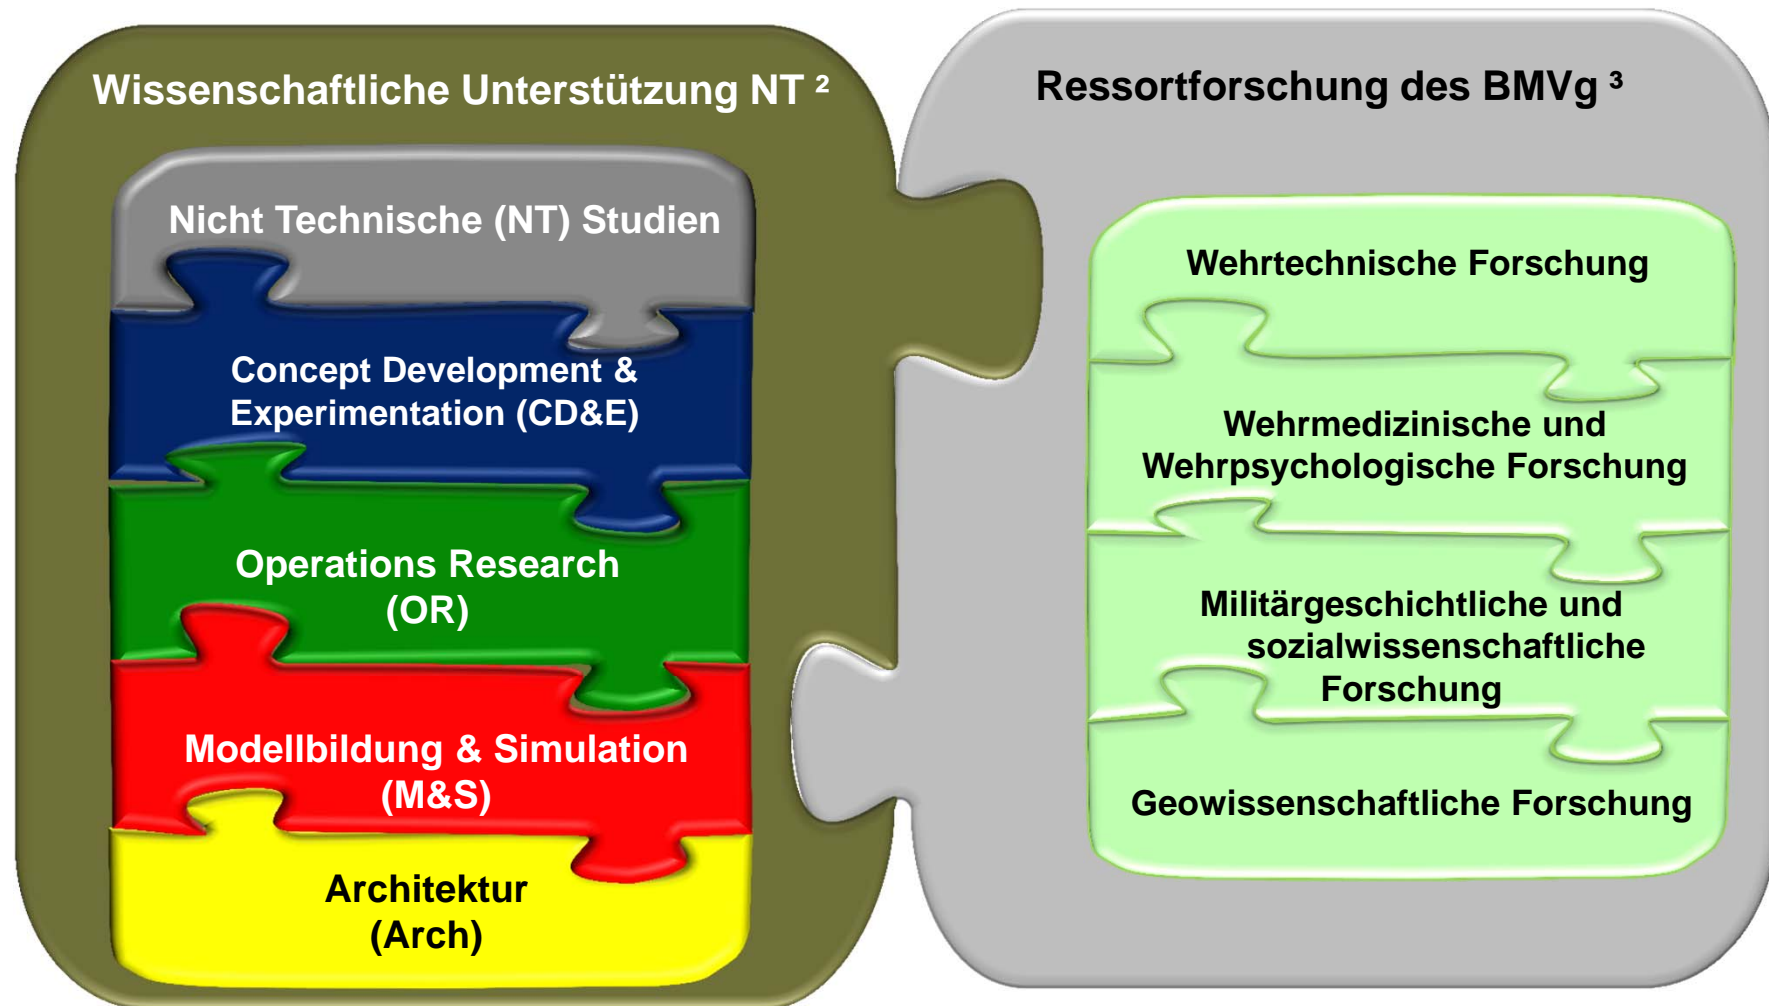 Wissenschaftliche Unterstützung NT ²
Nicht Technische (NT) Studien
Concept Development &
Experimentation (CD&E)
Operations Research
(OR)
Modellbildung & Simulation
(M&S)
Architektur
(Arch)
Ressortforschung des BMVg ³
Wehrtechnische Forschung
Wehrmedizinische und
Wehrpsychologische Forschung
Militärgeschichtliche und
sozialwissenschaftliche
Forschung
Geowissenschaftliche Forschung